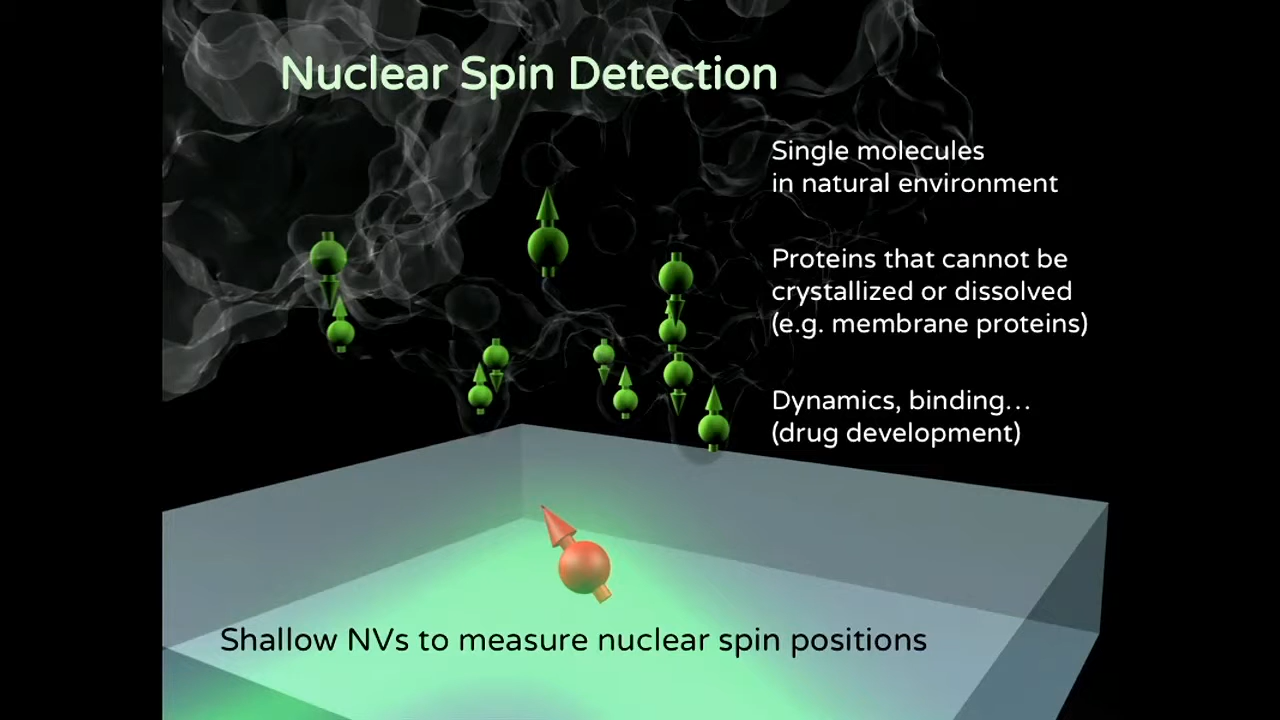 Nuclear Spin Detection
Single molecules
in natural environment
Proteins that cannot be
crystallized or dissolved
(e.g. membrane proteins)
Dynamics, binding...
(drug development)
Shallow NVs to measure nuclear spin positions